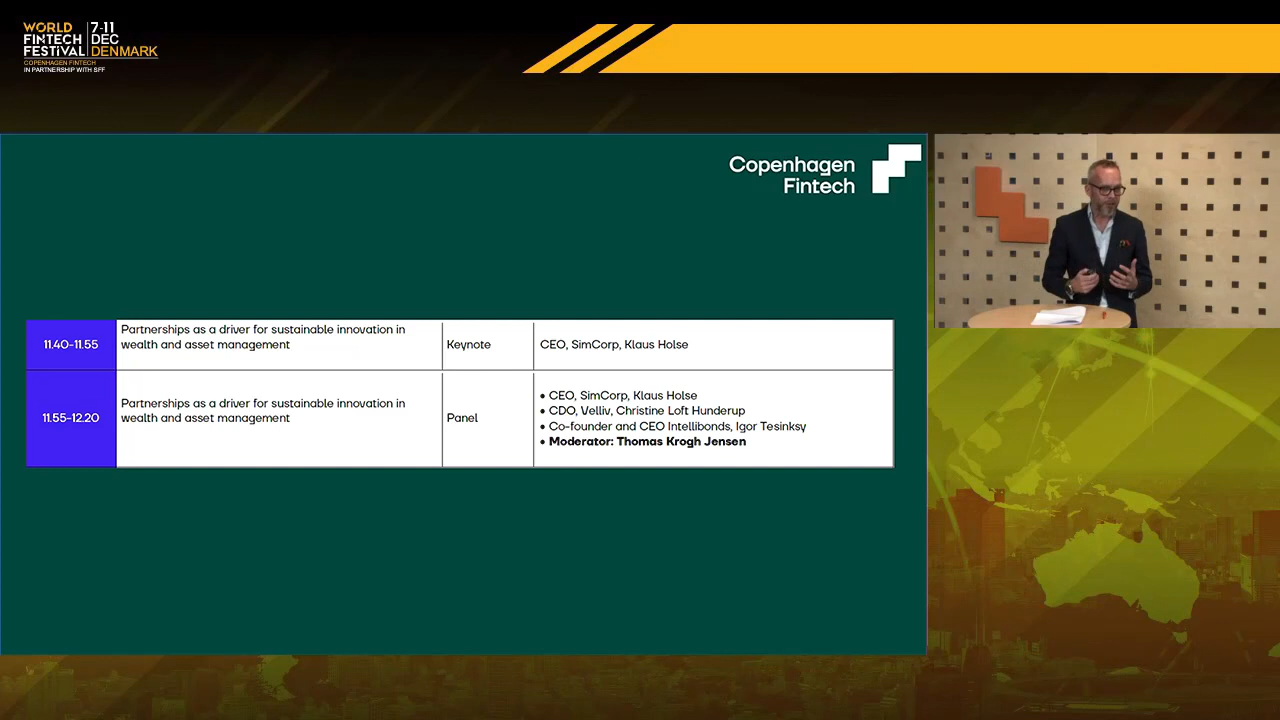 WORLD
FINTECH
FESTIVAL
7-11
DEC
DENMARK
COPENHAGEN FINTECH
IN PARTNERSHIP WITH SFF
Copenhagen
Fintech
11.40-11.55
Partnerships as a driver for sustainable innovation in
wealth and asset management
Keynote
CEO, SimCorp, Klaus Holse
11.55-12.20
Partnerships as a driver for sustainable innovation in
wealth and asset management
Panel
• CEO, SimCorp, Klaus Holse
• CDO, Velliv, Christine Loft Hunderup
• Co-founder and CEO Intellibonds, Igor Tesinksy
• Moderator: Thomas Krogh Jensen